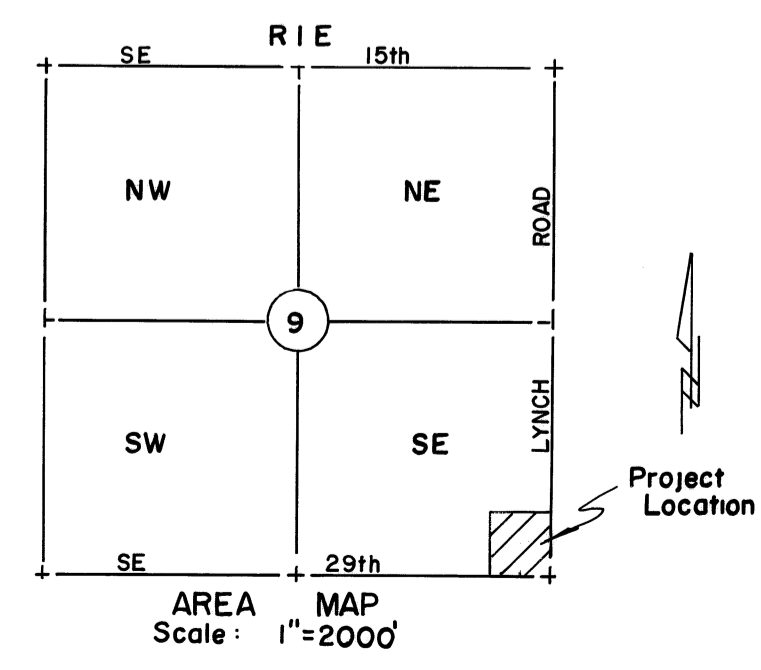 R I E
SE 15th
NW NE
ROAD
9
LYNCH
SW SE
Project
Location
SE 29th
AREA MAP
Scale: 1"=2000'